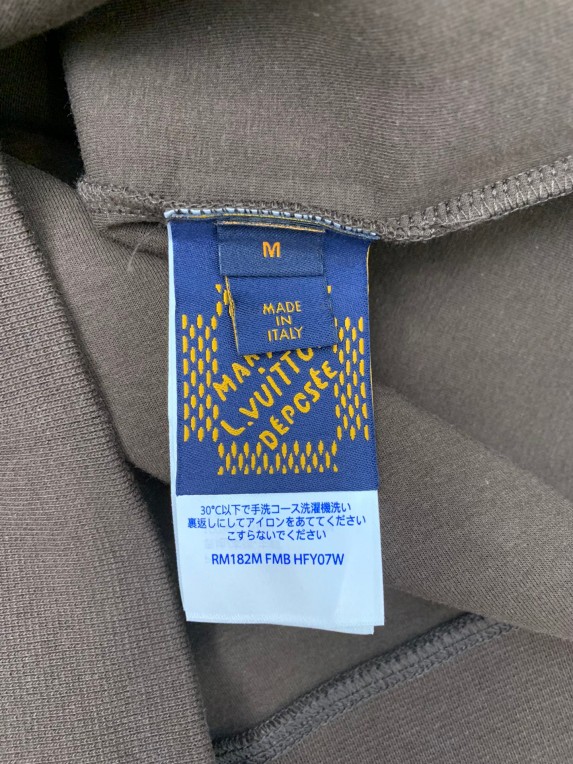 M
MADE
IN
ITALY
L.VUITTO
DEPOSÉE
30°C以下で手洗コース洗濯機洗い
裏返しにしてアイロンをあててください
こすらないでください
RM182M FMB HFY07W